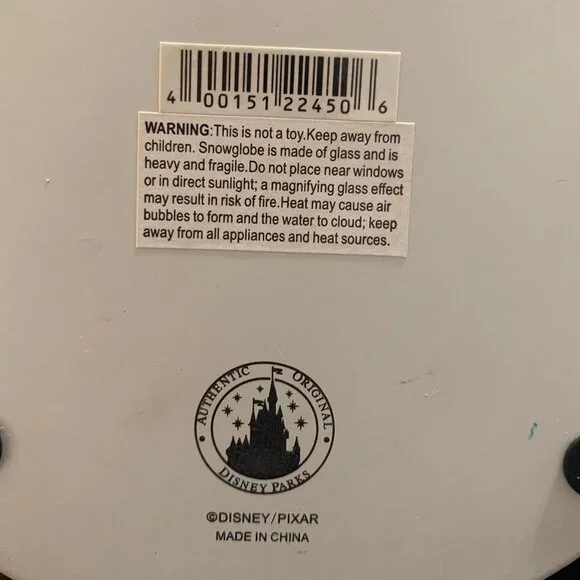 4 00151 22450 6
WARNING:This is not a toy.Keep away from
children. Snowglobe is made of glass and is
heavy and fragile.Do not place near windows
or in direct sunlight; a magnifying glass effect
may result in risk of fire.Heat may cause air
bubbles to form and the water to cloud; keep
away from all appliances and heat sources.
• AUTHENTIC ORIGINAL •
DISNEY PARKS
©DISNEY/PIXAR
MADE IN CHINA